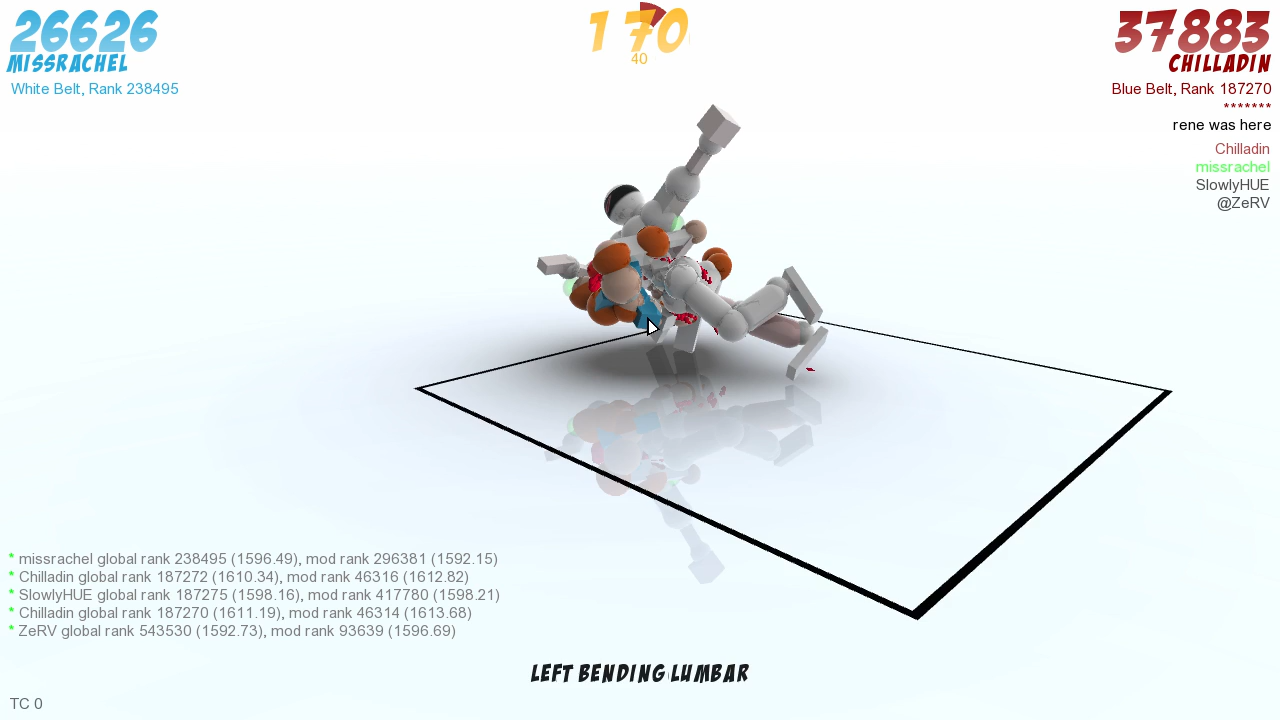 26626
MISSRACHEL
White Belt, Rank 238495
170
40
37883
CHILLADIN
Blue Belt, Rank 187270
*******
rene was here
Chilladin
missrachel
SlowlyHUE
@ZeRV
* missrachel global rank 238495 (1596.49), mod rank 296381 (1592.15)
* Chilladin global rank 187272 (1610.34), mod rank 46316 (1612.82)
* SlowlyHUE global rank 187275 (1598.16), mod rank 417780 (1598.21)
* Chilladin global rank 187270 (1611.19), mod rank 46314 (1613.68)
* ZeRV global rank 543530 (1592.73), mod rank 93639 (1596.69)
LEFT BENDING LUMBAR
TC 0